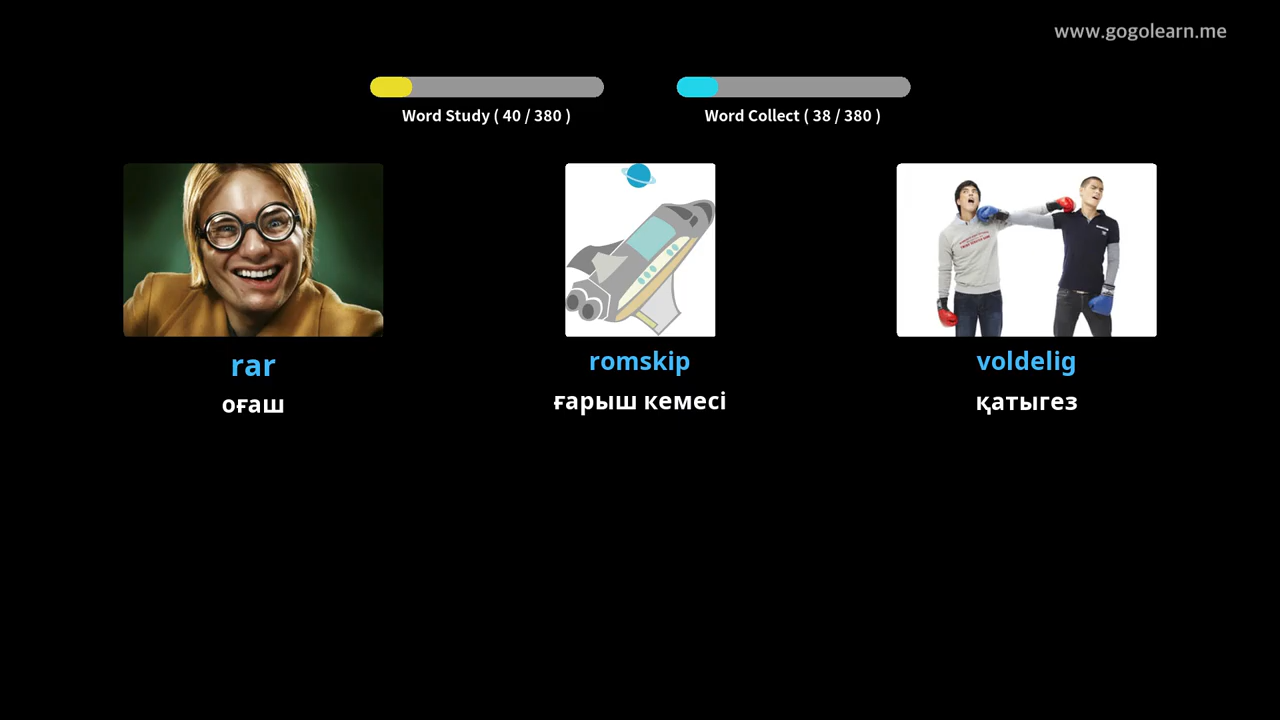 www.gogolearn.me
Word Study ( 40 / 380 )
Word Collect ( 38 / 380 )
rar
оғаш
romskip
ғарыш кемесі
voldelig
қатыгез